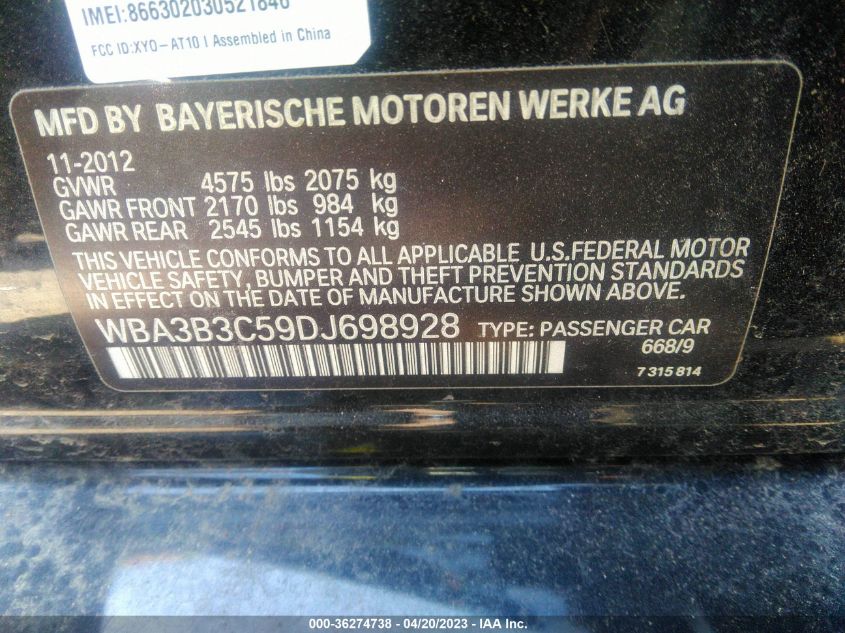 IMEI:866302030521840
FCC ID:XYO-AT10 I Assembled in China
MFD BY BAYERISCHE MOTOREN WERKE AG
11-2012
GVWR 4575 lbs 2075 kg
GAWR FRONT 2170 lbs 984 kg
GAWR REAR 2545 lbs 1154 kg
THIS VEHICLE CONFORMS TO ALL APPLICABLE U.S.FEDERAL MOTOR
VEHICLE SAFETY, BUMPER AND THEFT PREVENTION STANDARDS
IN EFFECT ON THE DATE OF MANUFACTURE SHOWN ABOVE.
WBA3B3C59DJ698928 TYPE: PASSENGER CAR
668/9
7 315 814
000-36274738 - 04/20/2023 - IAA Inc.